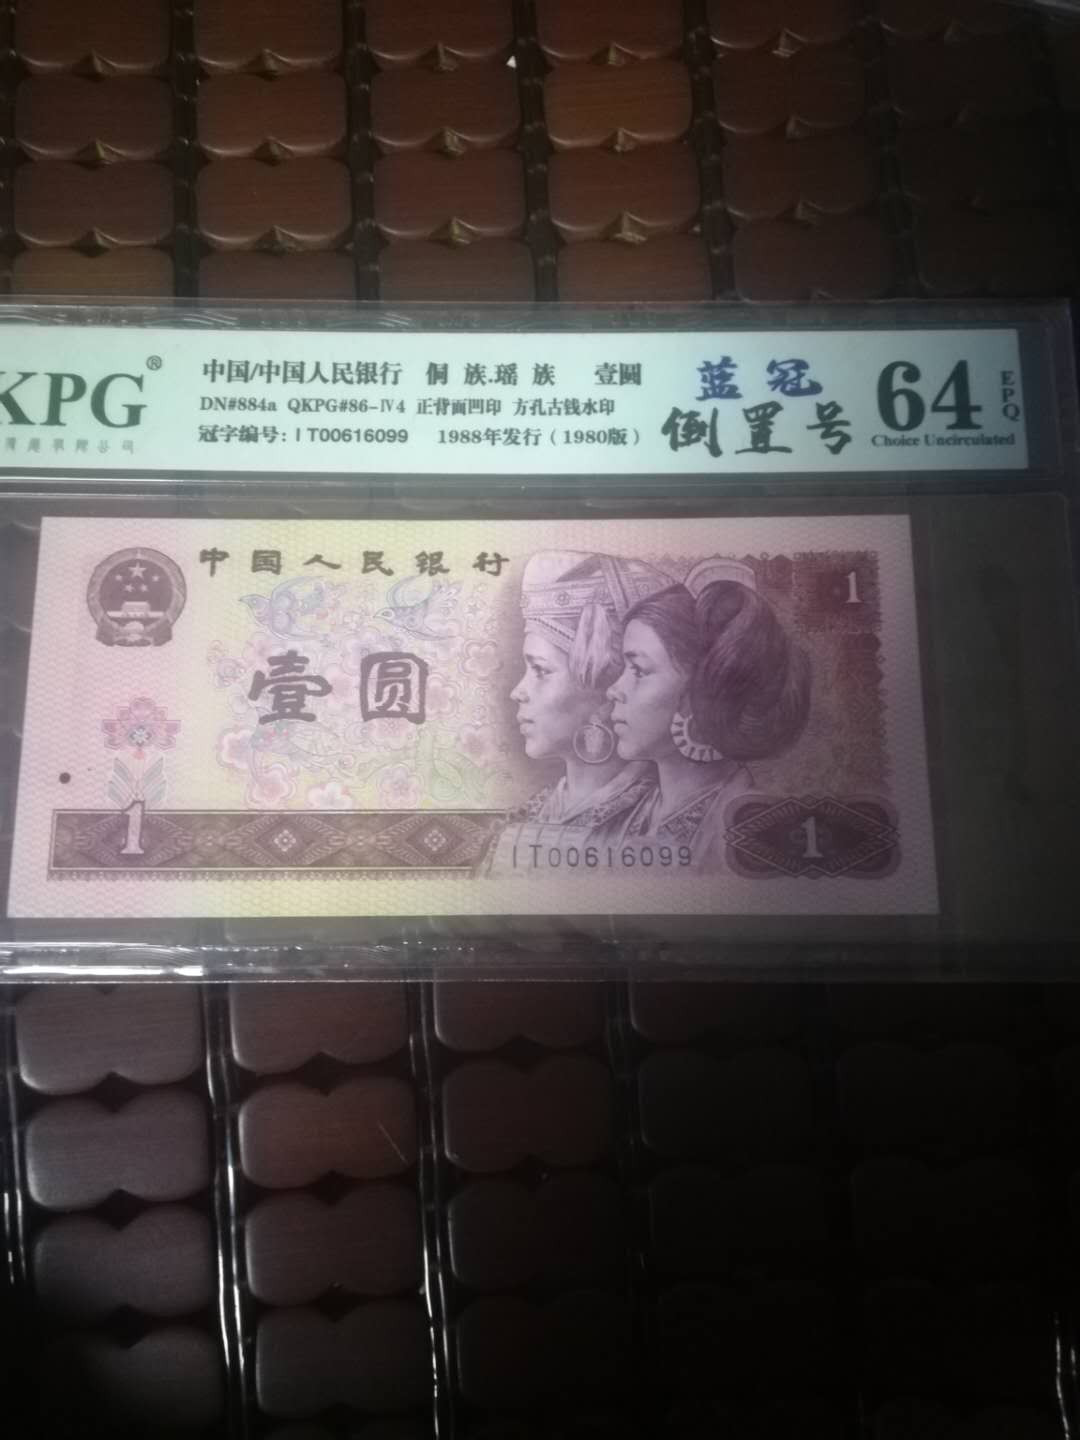 KPG®
中国/中国人民银行 侗 族.瑶 族 壹圓
DN#884a QKPG#86-Ⅳ4 正背面凹印 方孔古钱水印
冠字编号: I T00616099 1988年发行（1980版）
蓝 冠
倒 置 号
64
EPQ
Choice Uncirculated
中国人民银行
1
壹圆
1
IT00616099
1